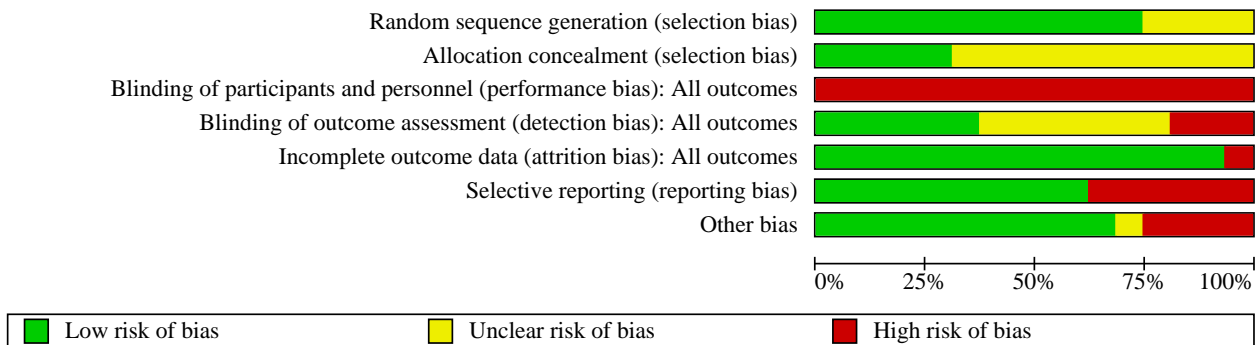 Random sequence generation (selection bias)
Allocation concealment (selection bias)
Blinding of participants and personnel (performance bias): All outcomes
Blinding of outcome assessment (detection bias): All outcomes
Incomplete outcome data (attrition bias): All outcomes
Selective reporting (reporting bias)
Other bias
0% 25% 50% 75% 100%
Low risk of bias Unclear risk of bias High risk of bias